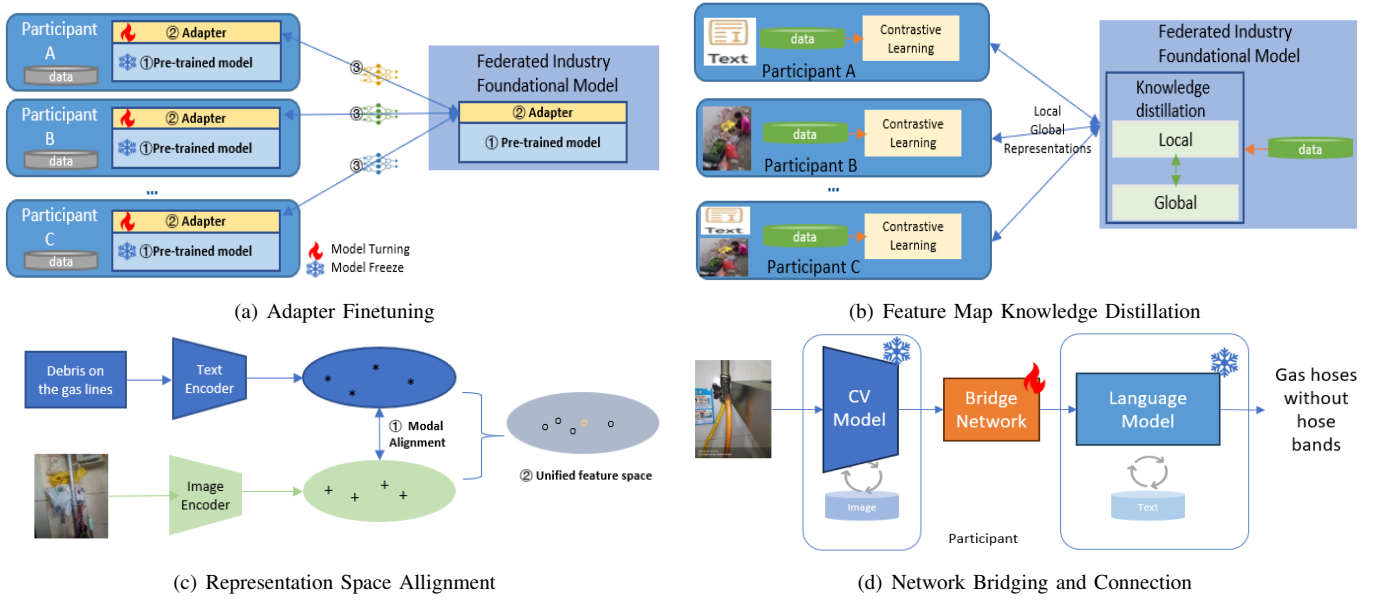 Participant
A
data
② Adapter
①Pre-trained model
Participant
B
data
② Adapter
①Pre-trained model
...
Participant
C
data
② Adapter
①Pre-trained model
③
③
③
Federated Industry
Foundational Model
② Adapter
① Pre-trained model
Model Turning
Model Freeze
(a) Adapter Finetuning
Text
data
Contrastive
Learning
Participant A
data
Contrastive
Learning
Participant B
...
Text
data
Contrastive
Learning
Participant C
Local
Global
Representations
Federated Industry
Foundational Model
Knowledge
distillation
Local
Global
data
(b) Feature Map Knowledge Distillation
Debris on
the gas lines
Text
Encoder
① Modal
Alignment
Image
Encoder
② Unified feature space
(c) Representation Space Allignment
CV
Model
Image
Bridge
Network
Language
Model
Text
Participant
Gas hoses
without
hose
bands
(d) Network Bridging and Connection